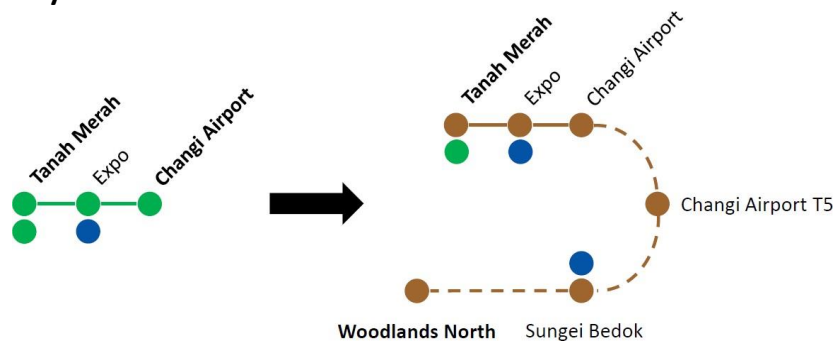 Tanah Merah
Expo
Changi Airport
Tanah Merah
Expo
Changi Airport
Changi Airport T5
Woodlands North
Sungei Bedok